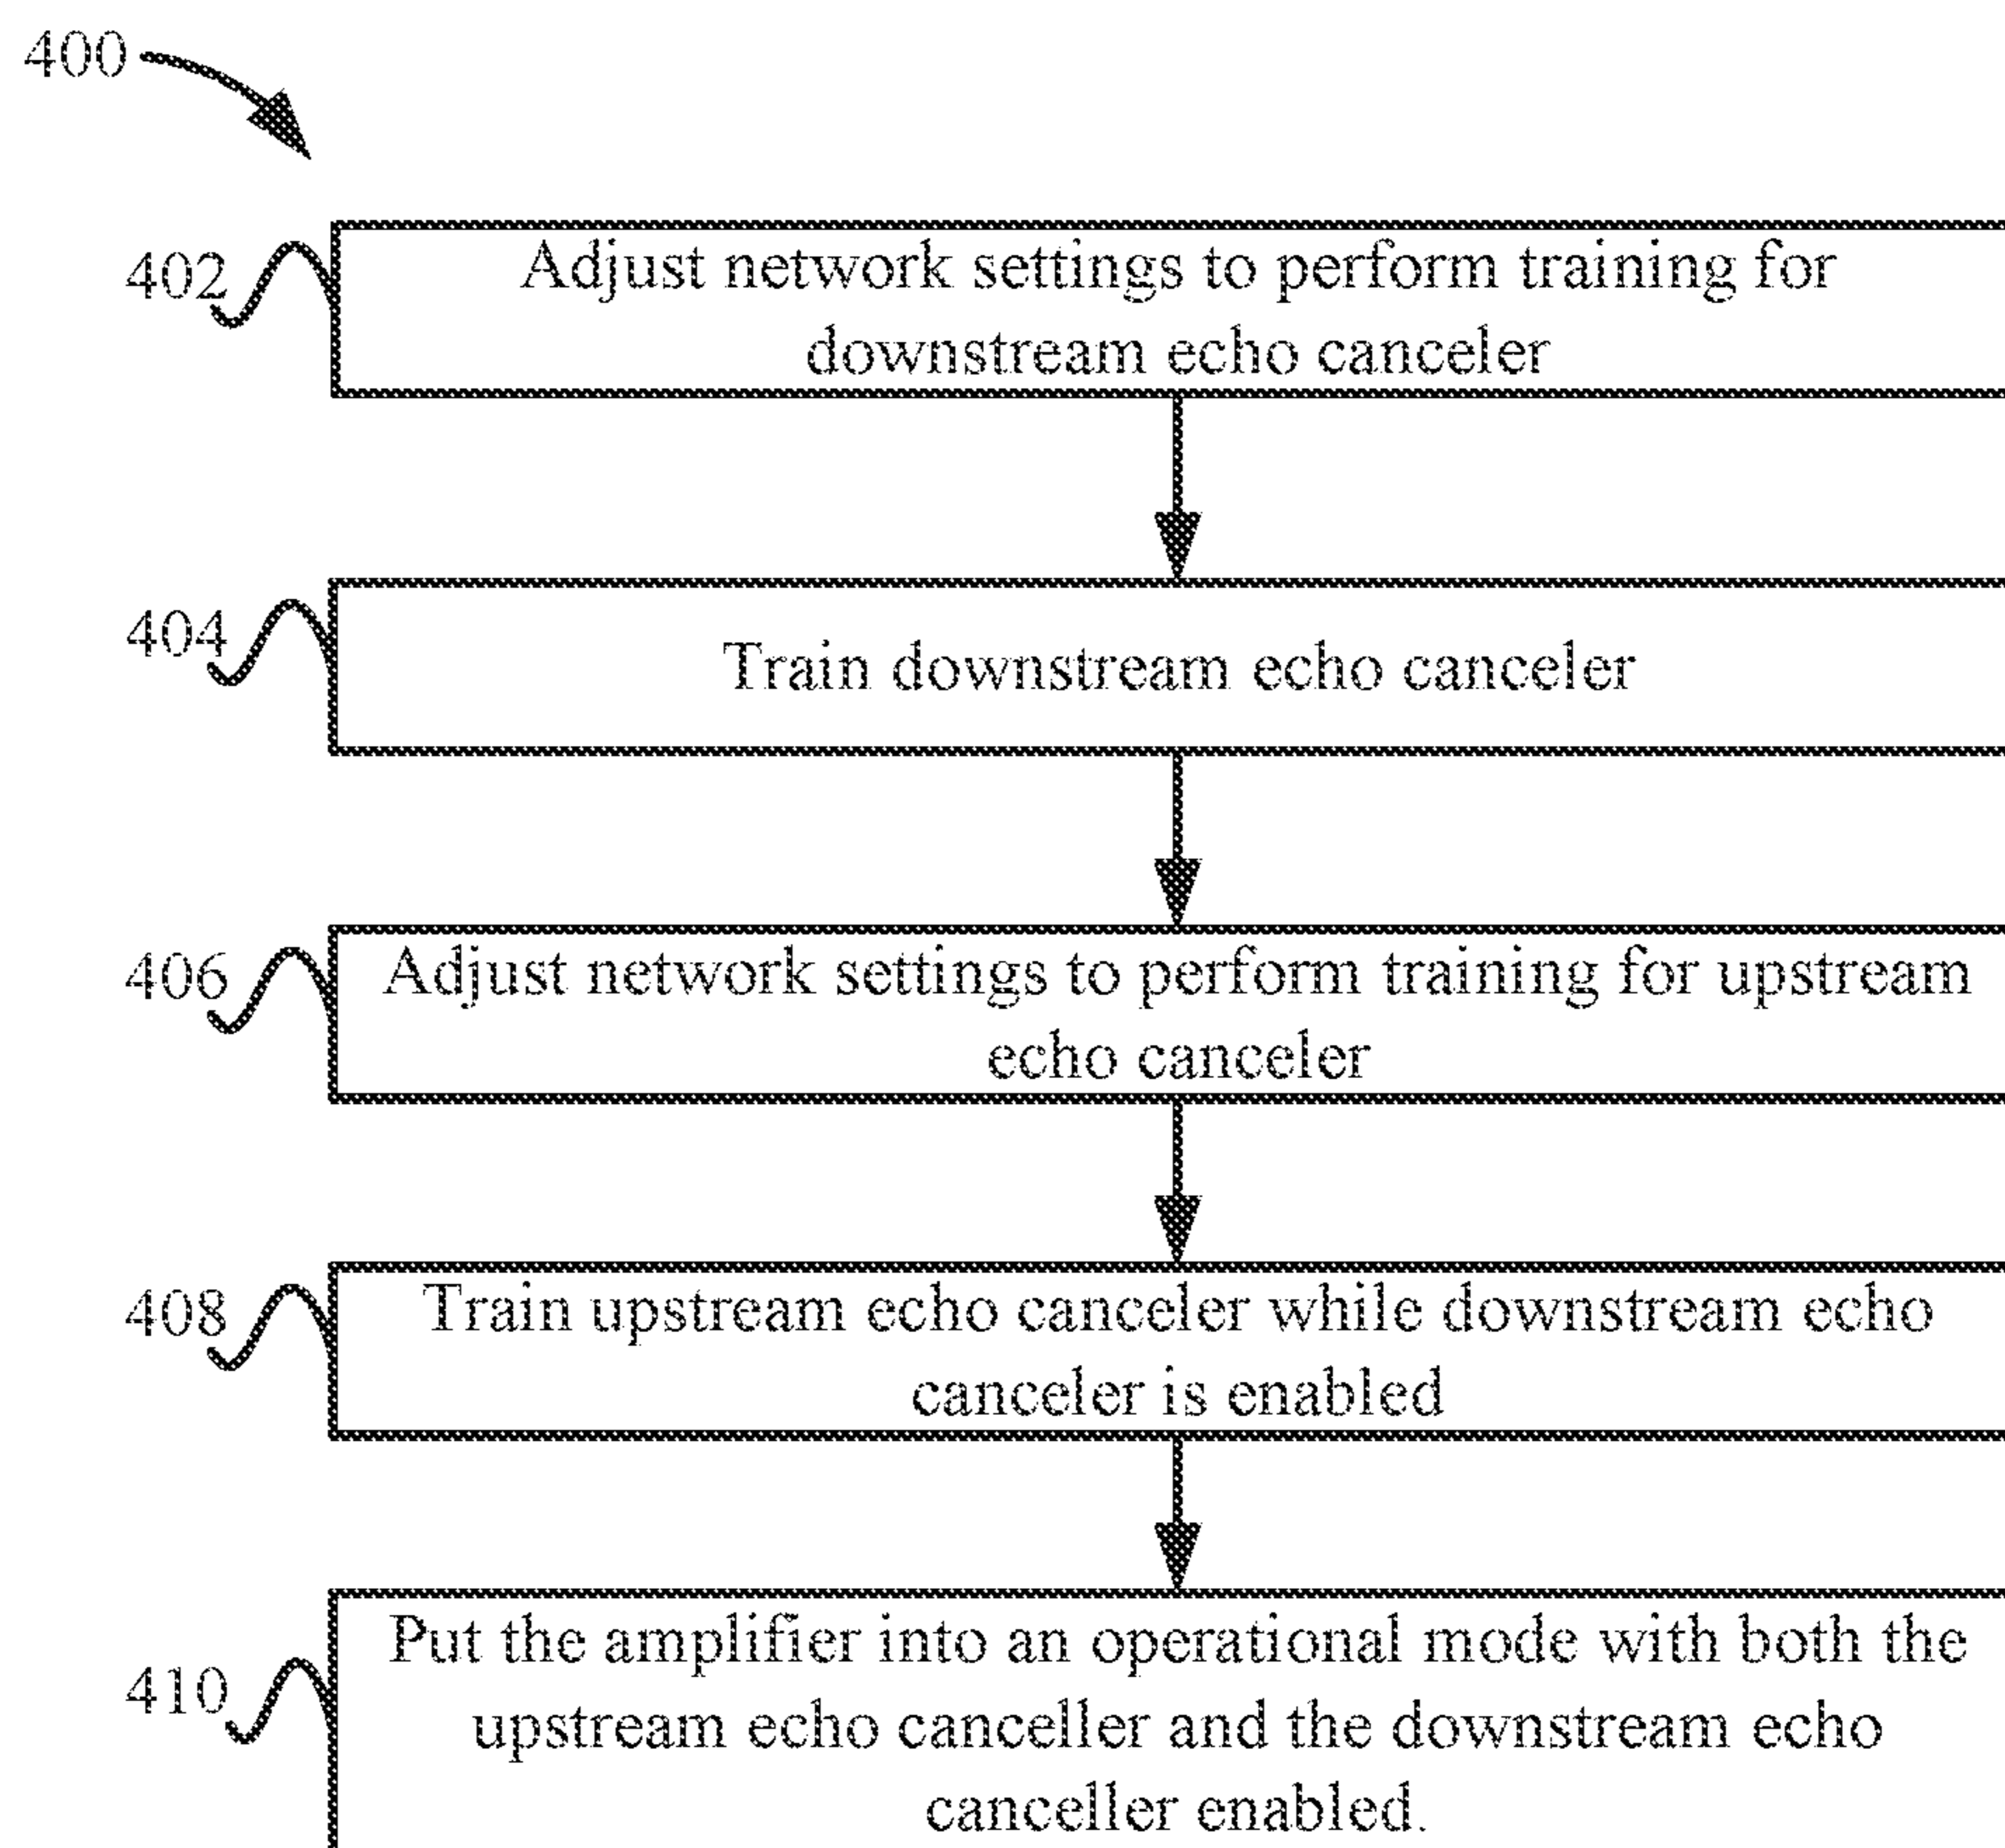 400
402
Adjust network settings to perform training for
downstream echo canceler
404
Train downstream echo canceler
406
Adjust network settings to perform training for upstream
echo canceler
408
Train upstream echo canceler while downstream echo
canceler is enabled
410
Put the amplifier into an operational mode with both the
upstream echo canceller and the downstream echo
canceller enabled.